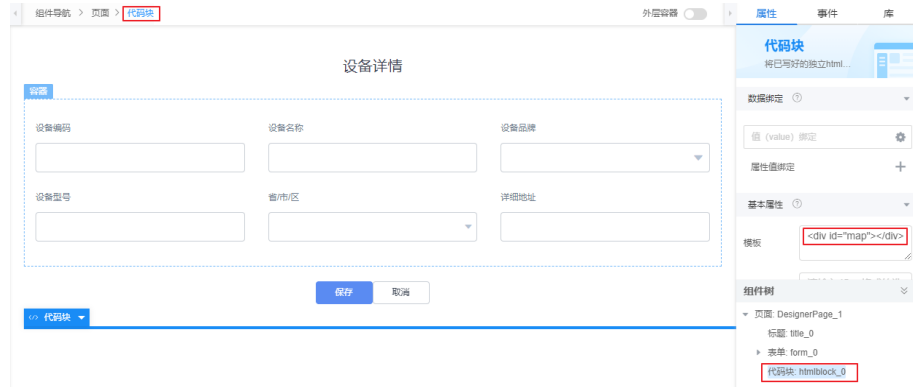 组件导航 > 页面 > 代码块
外层容器
属性 事件 库
代码块
将已写好的独立html...
设备详情
容器
数据绑定
设备编码 设备名称 设备品牌
值（value）绑定
属性值绑定
设备型号 省/市/区 详细地址
基本属性
模板
<div id="map"></div>
保存 取消
组件树
代码块
页面: DesignerPage_1
标题: title_0
表单: form_0
代码块: htmlblock_0